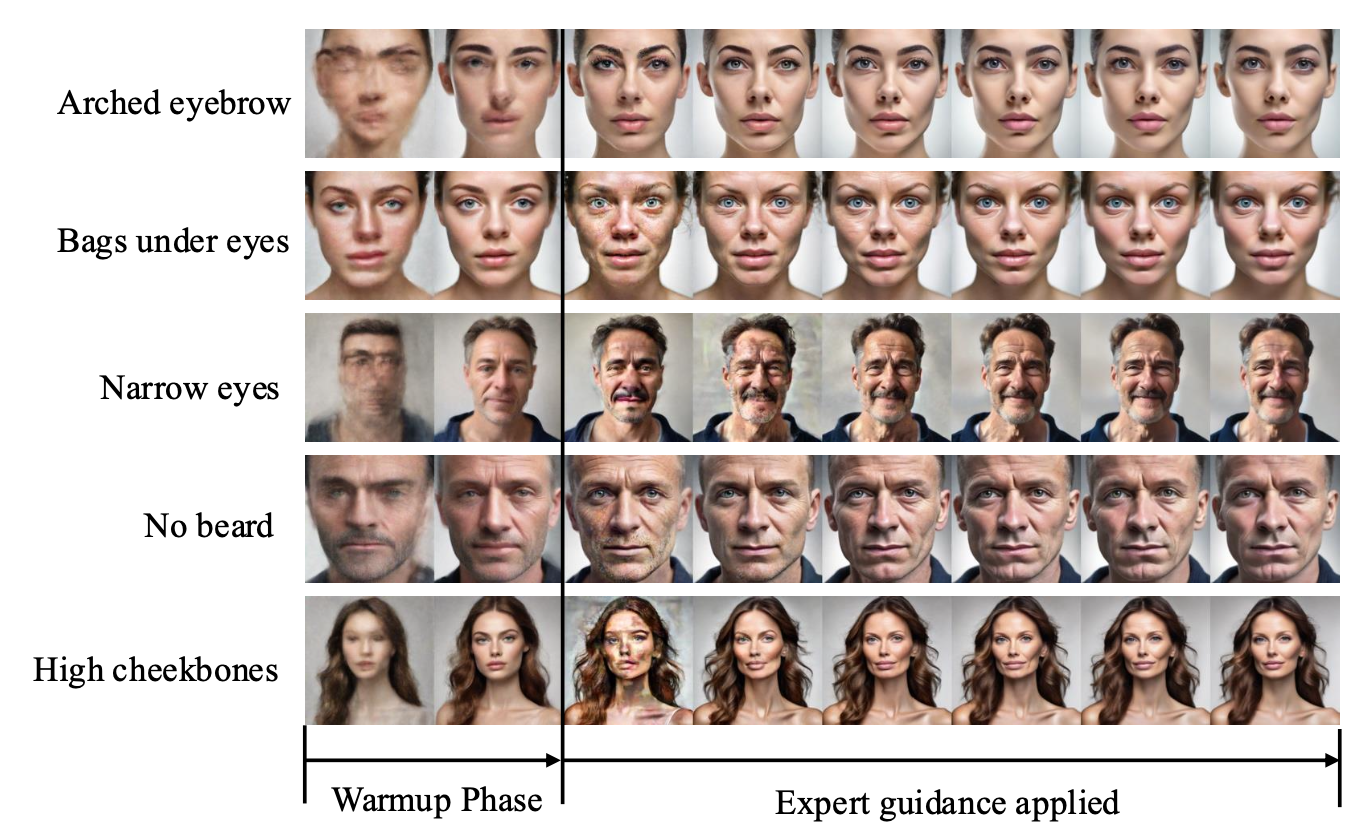 Arched eyebrow
Bags under eyes
Narrow eyes
No beard
High cheekbones
Warmup Phase
Expert guidance applied